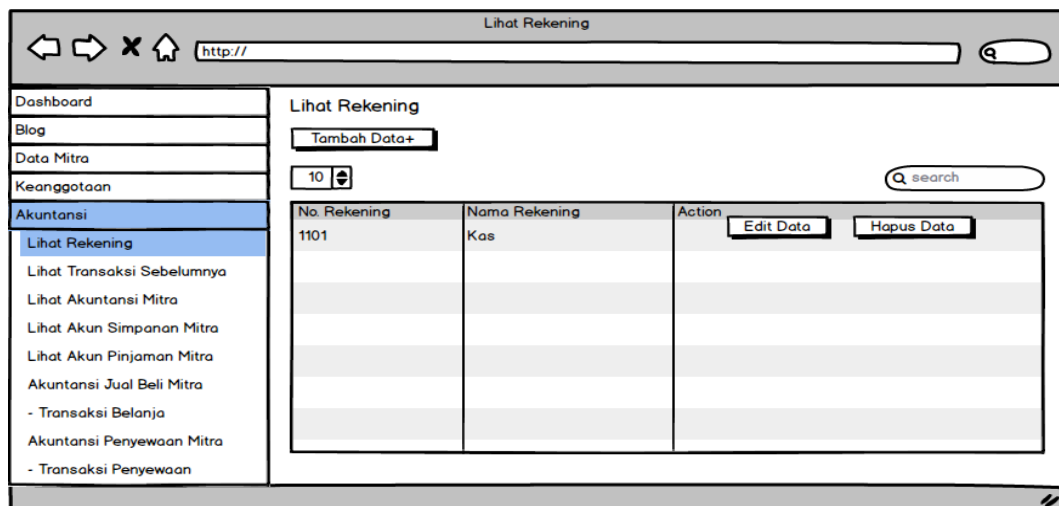 Lihat Rekening
http://
Dashboard
Blog
Data Mitra
Keanggotaan
Akuntansi
Lihat Rekening
Lihat Transaksi Sebelumnya
Lihat Akuntansi Mitra
Lihat Akun Simpanan Mitra
Lihat Akun Pinjaman Mitra
Akuntansi Jual Beli Mitra
- Transaksi Belanja
Akuntansi Penyewaan Mitra
- Transaksi Penyewaan
Lihat Rekening
Tambah Data+
10
search
No. Rekening Nama Rekening Action
1101 Kas Edit Data Hapus Data